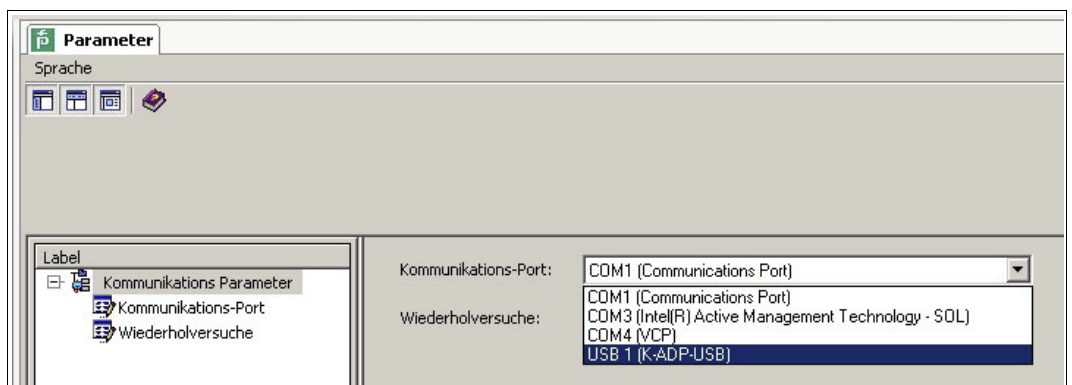 Parameter
Sprache
Label
Kommunikations Parameter
Kommunikations-Port
Wiederholversuche
Kommunikations-Port: COM1 (Communications Port)
COM1 (Communications Port)
Wiederholversuche: COM3 (Intel(R) Active Management Technology - SOL)
COM4 (VCP)
USB 1 (K-ADP-USB)